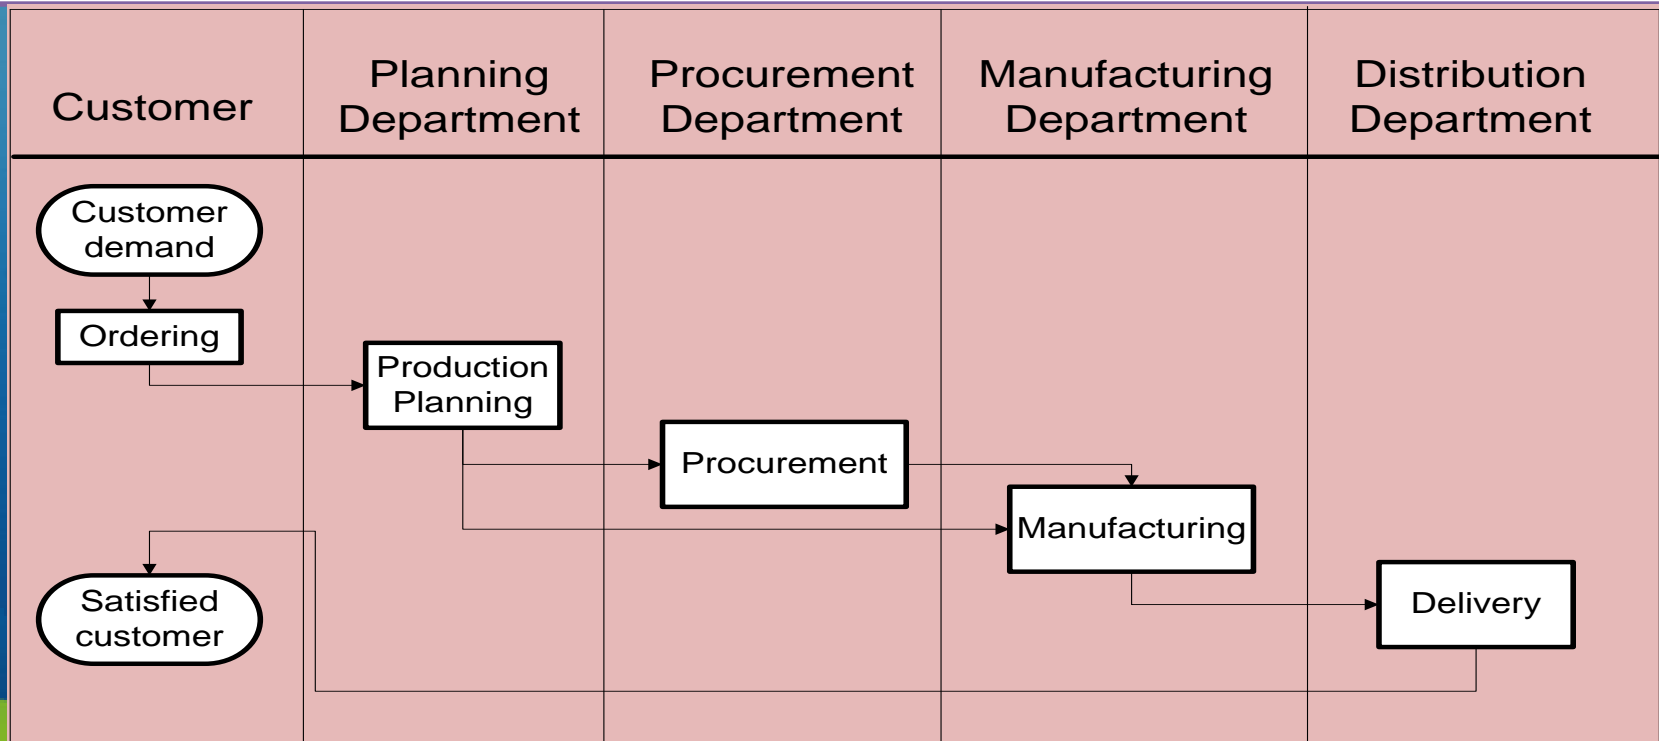 Customer
Planning
Department
Procurement
Department
Manufacturing
Department
Distribution
Department
Customer
demand
Ordering
Production
Planning
Procurement
Manufacturing
Delivery
Satisfied
customer